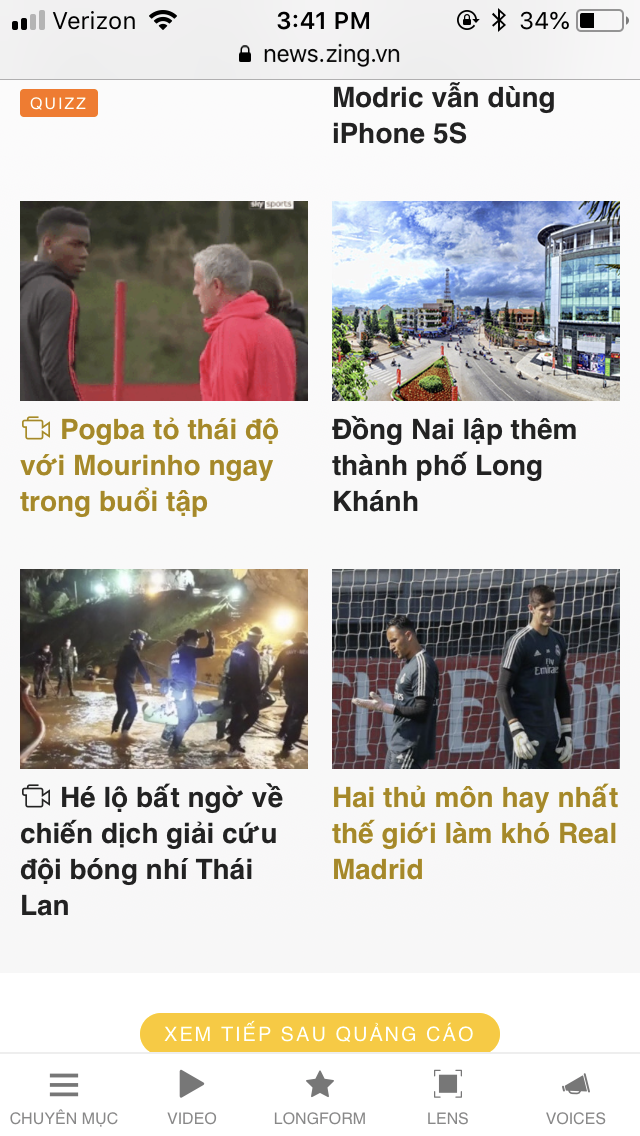 Verizon 3:41 PM 34%
news.zing.vn
QUIZZ
Modric vẫn dùng
iPhone 5S
sky sports
Pogba tỏ thái độ
với Mourinho ngay
trong buổi tập
Đồng Nai lập thêm
thành phố Long
Khánh
Fly Emirates
Hé lộ bất ngờ về
chiến dịch giải cứu
đội bóng nhí Thái
Lan
Hai thủ môn hay nhất
thế giới làm khó Real
Madrid
XEM TIẾP SAU QUẢNG CÁO
CHUYÊN MỤC VIDEO LONGFORM LENS VOICES